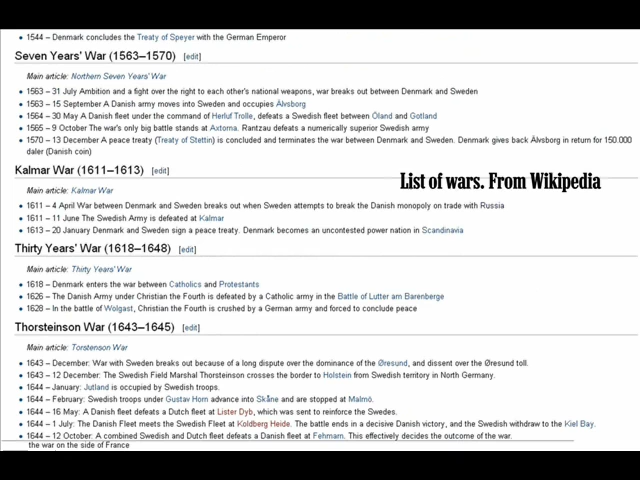 1544 – Denmark concludes the Treaty of Speyer with the German Emperor
Seven Years' War (1563–1570) [edit]
Main article: Northern Seven Years' War
1563 – 31 July Ambition and a fight over the right to each other's national weapons, war breaks out between Denmark and Sweden
1563 – 15 September A Danish army moves into Sweden and occupies Älvsborg
1564 – 30 May A Danish fleet under the command of Herluf Trolle, defeats a Swedish fleet between Öland and Gotland
1565 – 9 October The war's only big battle stands at Axtorna. Rantzau defeats a numerically superior Swedish army
1570 – 13 December A peace treaty (Treaty of Stettin) is concluded and terminates the war between Denmark and Sweden. Denmark gives back Älvsborg in return for 150.000
daler (Danish coin)
Kalmar War (1611–1613) [edit]
List of wars. From Wikipedia
Main article: Kalmar War
1611 – 4 April War between Denmark and Sweden breaks out when Sweden attempts to break the Danish monopoly on trade with Russia
1611 – 11 June The Swedish Army is defeated at Kalmar
1613 – 20 January Denmark and Sweden sign a peace treaty. Denmark becomes an uncontested power nation in Scandinavia
Thirty Years' War (1618–1648) [edit]
Main article: Thirty Years' War
1618 – Denmark enters the war between Catholics and Protestants
1626 – The Danish Army under Christian the Fourth is defeated by a Catholic army in the Battle of Lutter am Barenberge
1628 – In the battle of Wolgast, Christian the Fourth is crushed by a German army and forced to conclude peace
Thorsteinson War (1643–1645) [edit]
Main article: Torstenson War
1643 – December: War with Sweden breaks out because of a long dispute over the dominance of the Øresund, and dissent over the Øresund toll.
1643 – 12 December: The Swedish Field Marshal Thorsteinson crosses the border to Holstein from Swedish territory in North Germany.
1644 – January: Jutland is occupied by Swedish troops.
1644 – February: Swedish troops under Gustav Horn advance into Skåne and are stopped at Malmö.
1644 – 16 May: A Danish fleet defeats a Dutch fleet at Lister Dyb, which was sent to reinforce the Swedes.
1644 – 1 July: The Danish Fleet meets the Swedish Fleet at Koldberg Heide. The battle ends in a decisive Danish victory, and the Swedish withdraw to the Kiel Bay.
1644 – 12 October: A combined Swedish and Dutch fleet defeats a Danish fleet at Fehmarn. This effectively decides the outcome of the war.
the war on the side of France